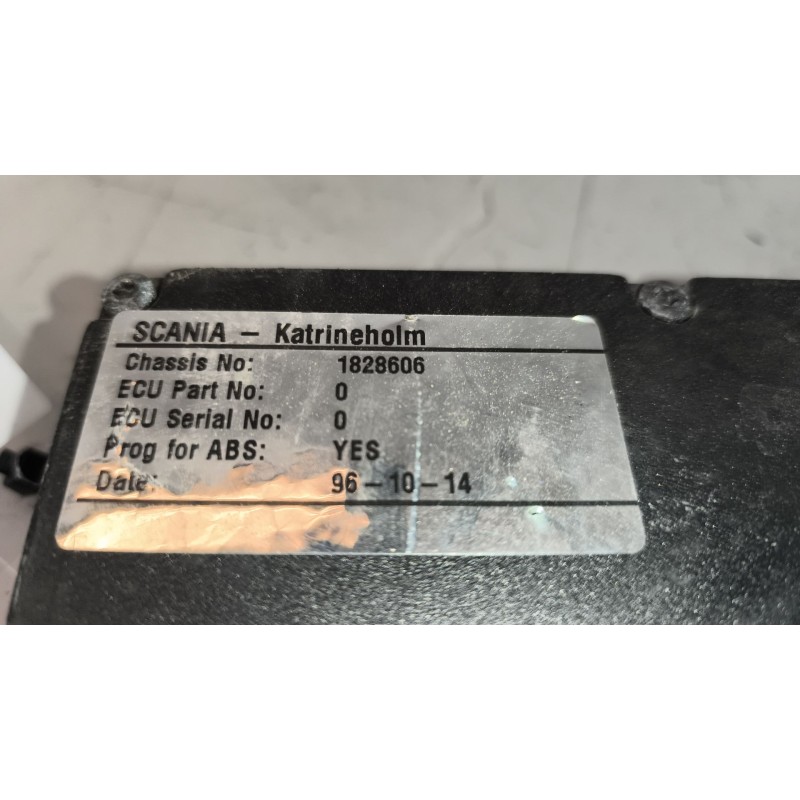 SCANIA – Katrineholm
Chassis No: 1828606
ECU Part No: 0
ECU Serial No: 0
Prog for ABS: YES
Date: 96–10–14